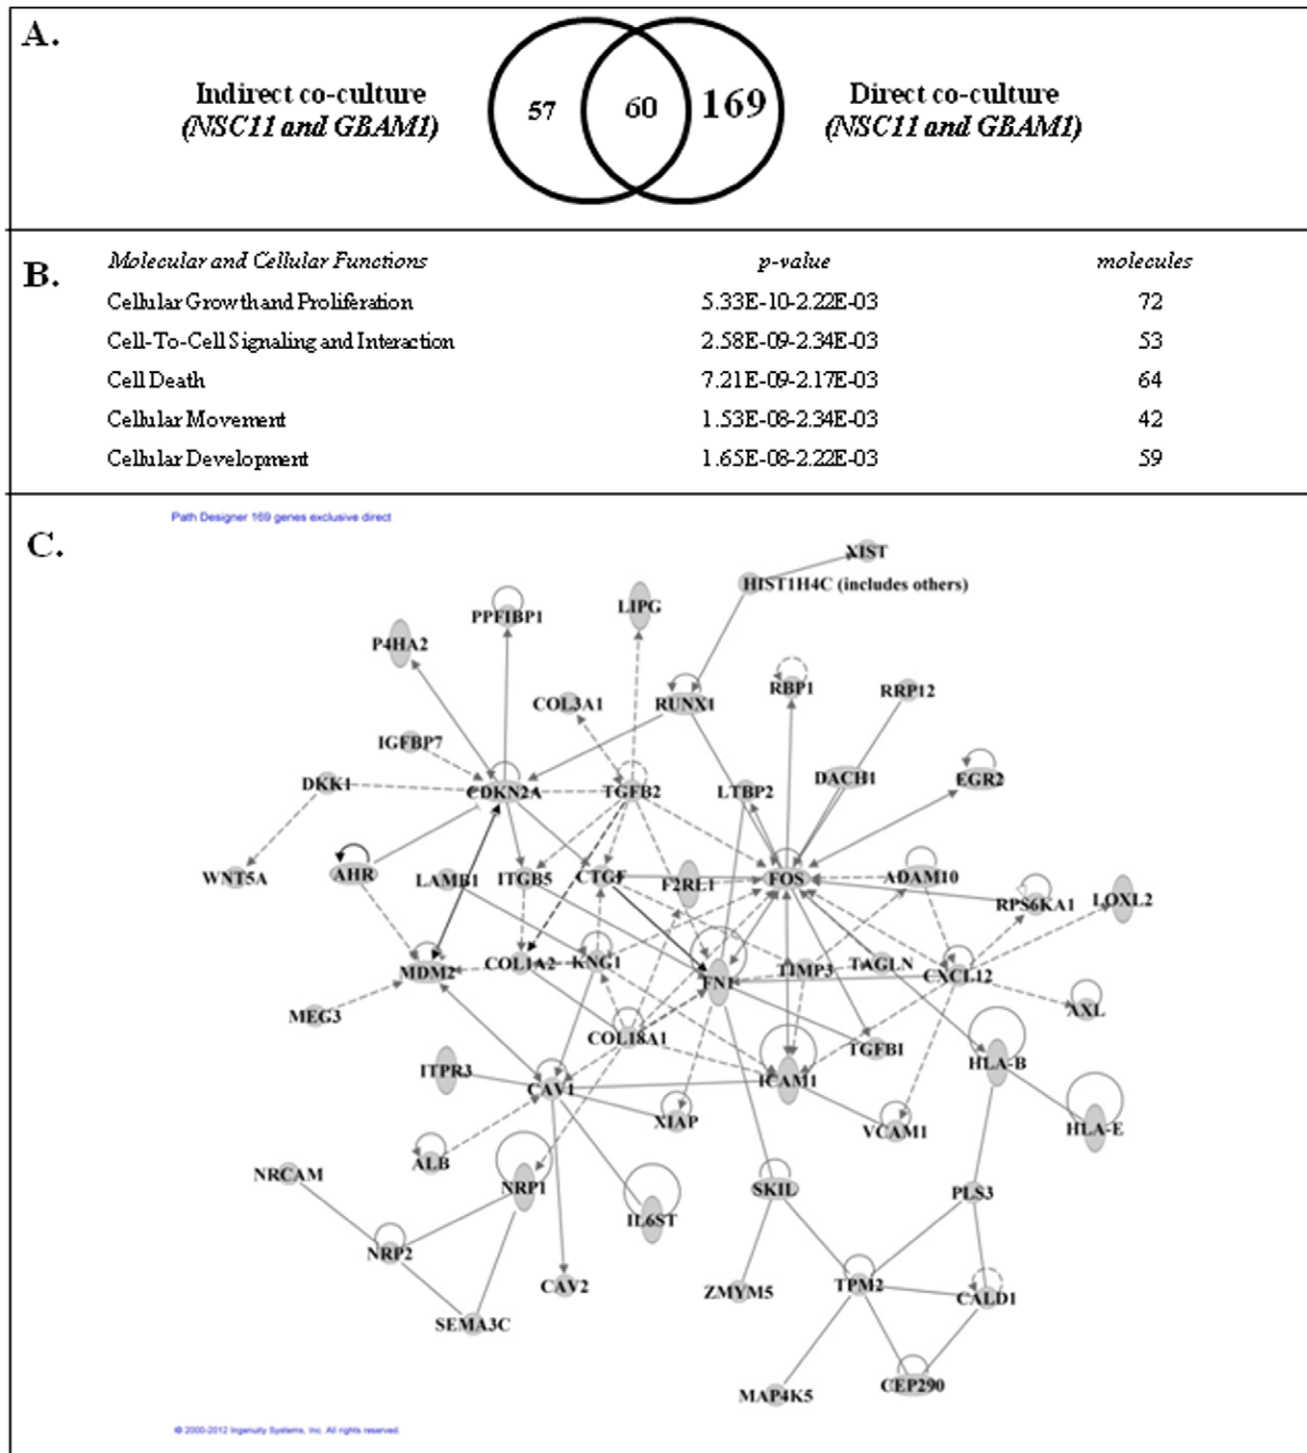 A.
Indirect co-culture
(NSC11 and GBAM1)
57
60
169
Direct co-culture
(NSC11 and GBAM1)
B.
Molecular and Cellular Functions p-value molecules
Cellular Growth and Proliferation 5.33E-10-2.22E-03 72
Cell-To-Cell Signaling and Interaction 2.58E-09-2.34E-03 53
Cell Death 7.21E-09-2.17E-03 64
Cellular Movement 1.53E-08-2.34E-03 42
Cellular Development 1.65E-08-2.22E-03 59
Path Designer 169 genes exclusive direct
C.
XIST
HIST1H4C (includes others)
LIPG
PPFIBP1
P4HA2
RBP1
RRP12
COL3A1
RUNX1
IGFBP7
DKK1
CDKN2A
TGFB2
LTBP2
DACH1
EGR2
WNT5A
AHR
LAMB1
ITGB5
CTGF
F2RL1
FOS
ADAM10
RPS6KA1
LOXL2
MDM2
COL1A2
KNG1
FN1
TIMP3
TAGLN
CXCL12
MEG3
COL18A1
TGFBI
AXL
ITPR3
CAV1
ICAM1
HLA-B
XIAP
VCAM1
HLA-E
ALB
NRCAM
NRP1
IL6ST
SKIL
PLS3
NRP2
CAV2
ZMYM5
TPM2
CALD1
SEMA3C
MAP4K5
CEP290
© 2000-2012 Ingenuity Systems, Inc. All rights reserved.